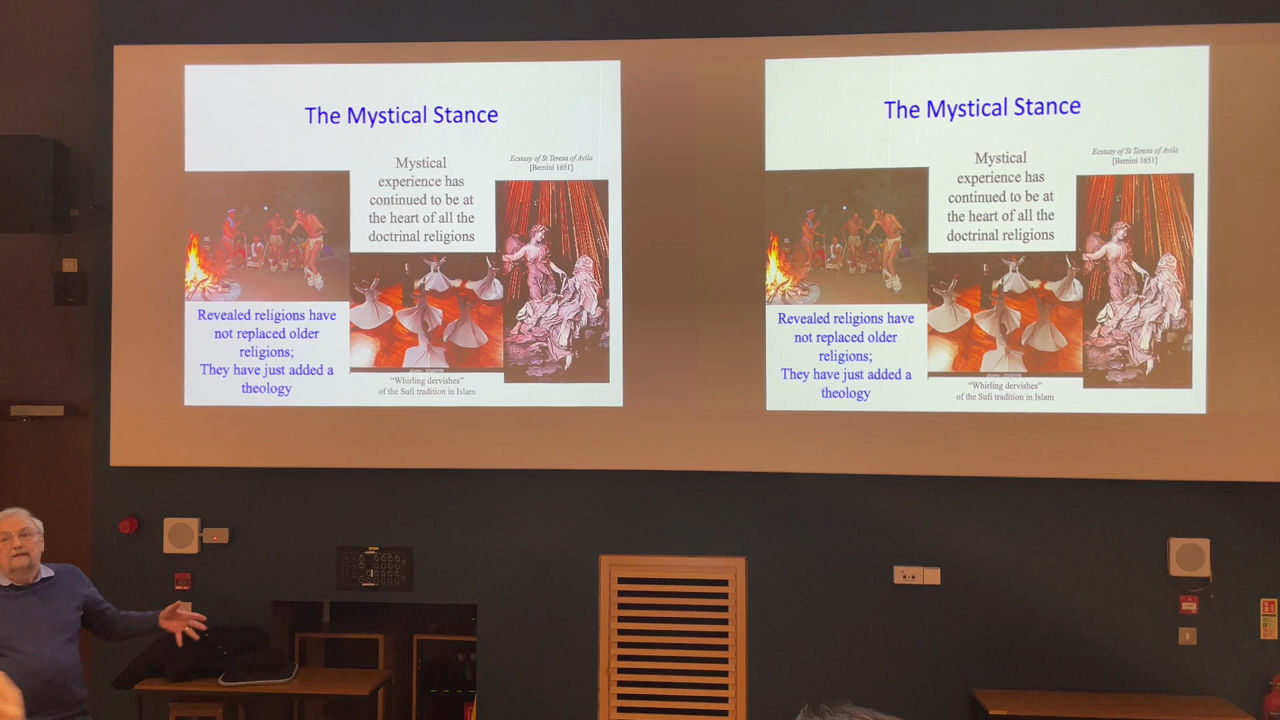 The Mystical Stance
Mystical
experience has
continued to be at
the heart of all the
doctrinal religions
Ecstasy of St Teresa of Avila
[Bernini 1651]
Revealed religions have
not replaced older
religions;
They have just added a
theology
"Whirling dervishes"
of the Sufi tradition in Islam
The Mystical Stance
Mystical
experience has
continued to be at
the heart of all the
doctrinal religions
Ecstasy of St Teresa of Avila
[Bernini 1651]
Revealed religions have
not replaced older
religions;
They have just added a
theology
"Whirling dervishes"
of the Sufi tradition in Islam